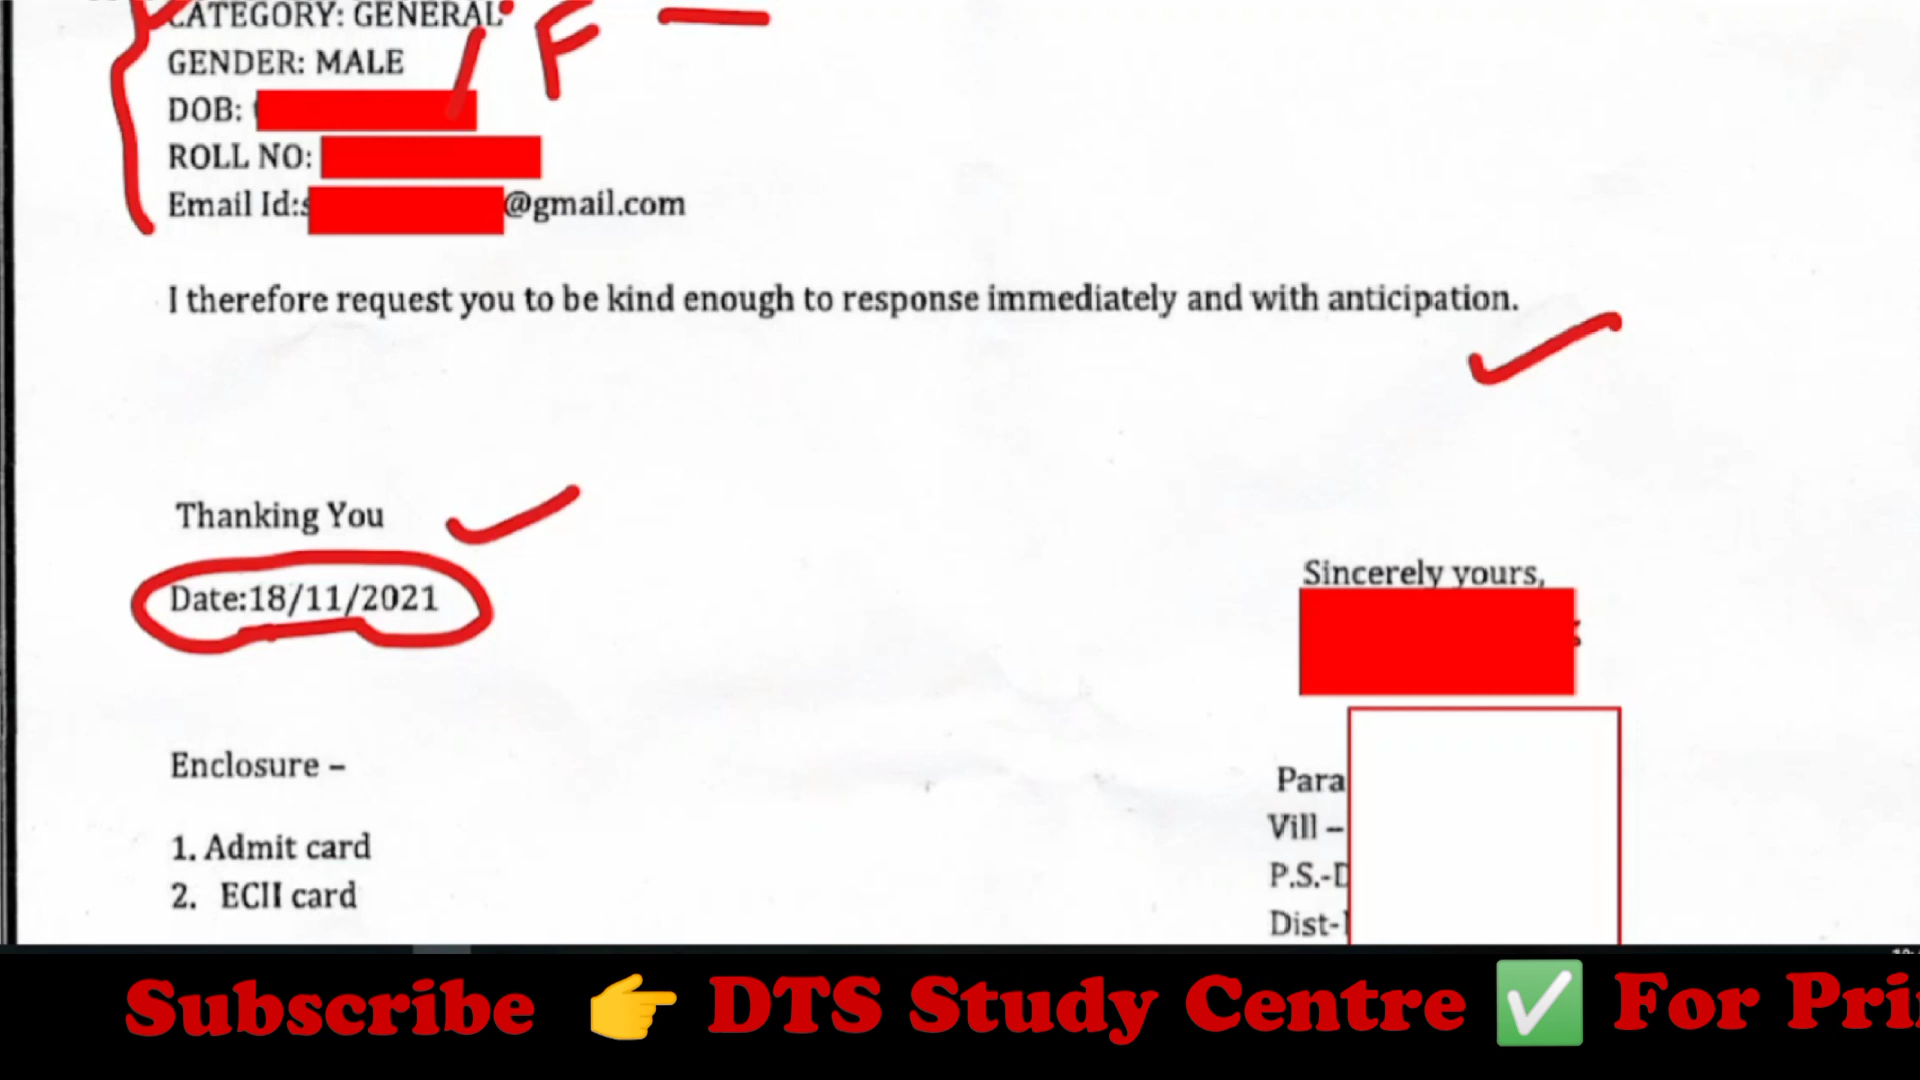 CATEGORY: GENERAL
F
GENDER: MALE
DOB:
ROLL NO:
Email Id:s @gmail.com
I therefore request you to be kind enough to response immediately and with anticipation.
Thanking You
Date:18/11/2021
Sincerely yours,
Enclosure –
Para
1. Admit card
Vill –
2. ECII card
P.S.-D
Dist-
Subscribe 👉 DTS Study Centre ✅ For Pri